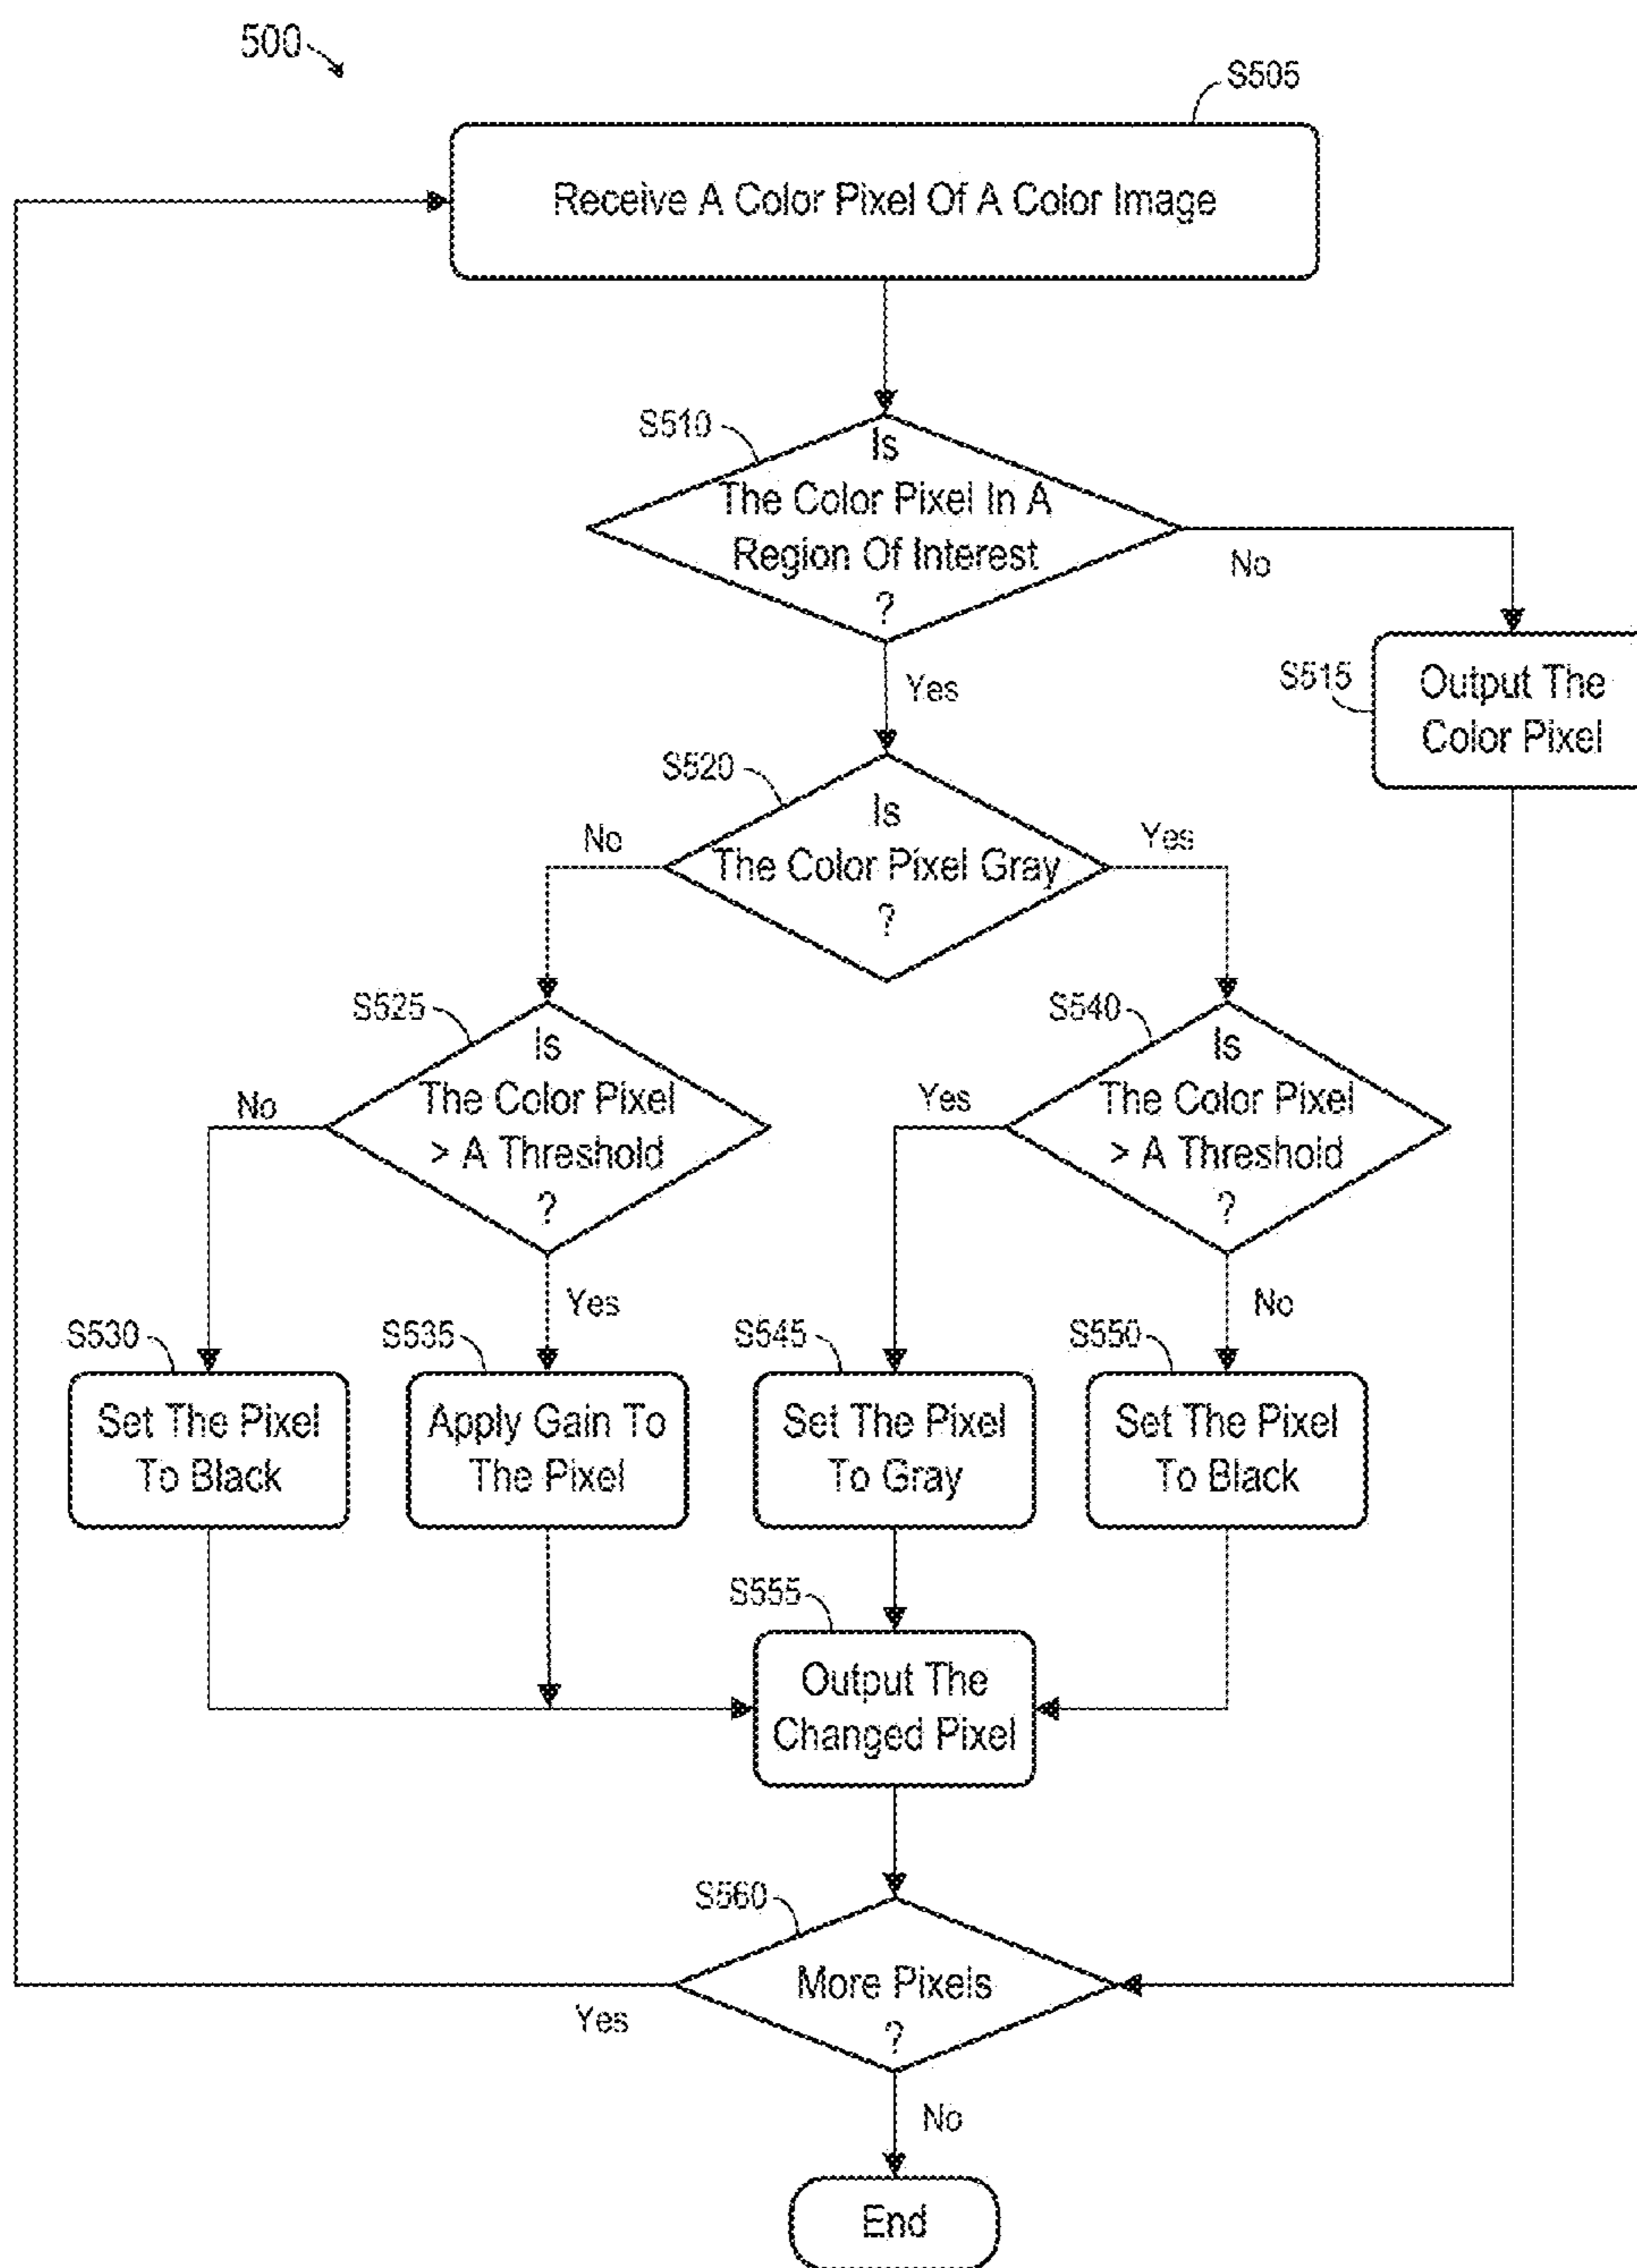 500
S505
Receive A Color Pixel Of A Color Image
S510
Is
The Color Pixel In A
Region Of Interest
?
No
Yes
S515
Output The
Color Pixel
S520
Is
The Color Pixel Gray
?
No
Yes
S525
Is
The Color Pixel
> A Threshold
?
No
Yes
S540
Is
The Color Pixel
> A Threshold
?
Yes
No
S530
Set The Pixel
To Black
S535
Apply Gain To
The Pixel
S545
Set The Pixel
To Gray
S550
Set The Pixel
To Black
S555
Output The
Changed Pixel
S560
More Pixels
?
Yes
No
End